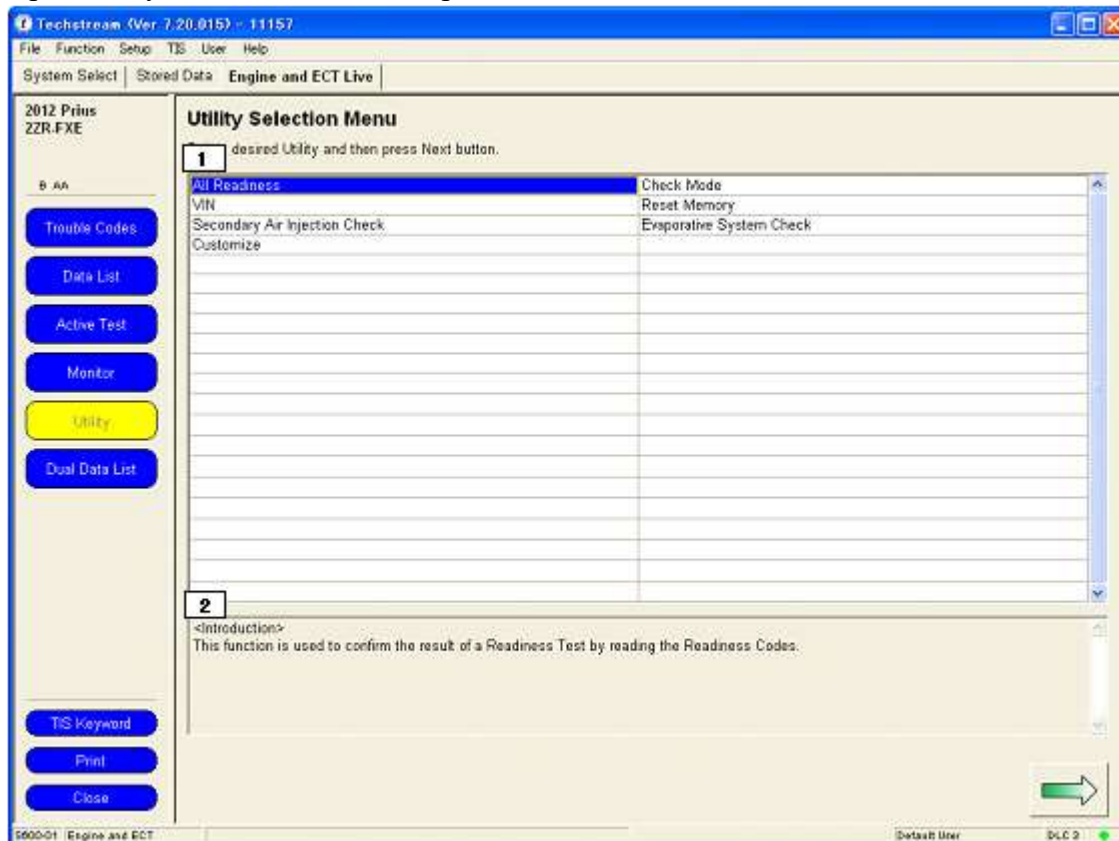 Techstream (Ver 7.20.015) - 11157
File Function Setup TIS User Help
System Select Stored Data Engine and ECT Live
2012 Prius
2ZR-FXE
Utility Selection Menu
1 desired Utility and then press Next button.
All Readiness Check Mode
VIN Reset Memory
Secondary Air Injection Check Evaporative System Check
Customize
Trouble Codes
Data List
Active Test
Monitor
Utility
Dual Data List
2
<Introduction>
This function is used to confirm the result of a Readiness Test by reading the Readiness Codes.
TIS Keyword
Print
Close
S600-01 Engine and ECT Default User DLC 3